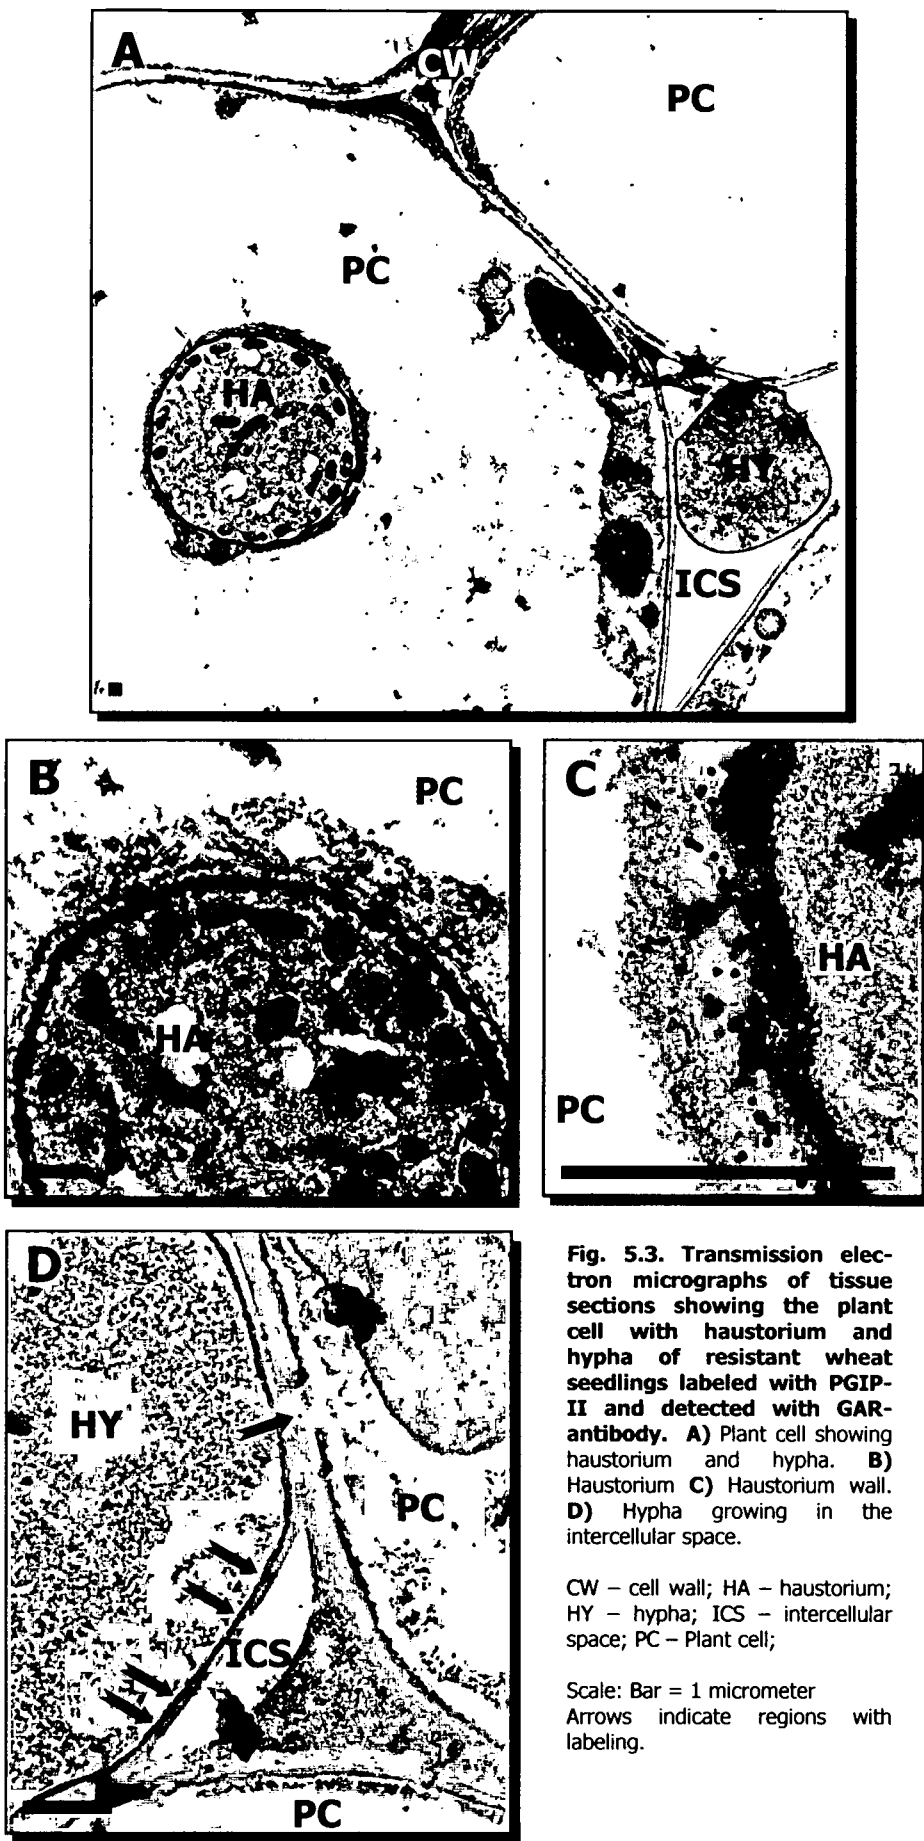 A
CW
PC
PC
HA
HY
ICS
B
PC
HA
C
HA
PC
D
HY
PC
ICS
PC
Fig. 5.3. Transmission elec-
tron micrographs of tissue
sections showing the plant
cell with haustorium and
hypha of resistant wheat
seedlings labeled with PGIP-
II and detected with GAR-
antibody. A) Plant cell showing
haustorium and hypha. B)
Haustorium C) Haustorium wall.
D) Hypha growing in the
intercellular space.
CW – cell wall; HA – haustorium;
HY – hypha; ICS – intercellular
space; PC – Plant cell;
Scale: Bar = 1 micrometer
Arrows indicate regions with
labeling.